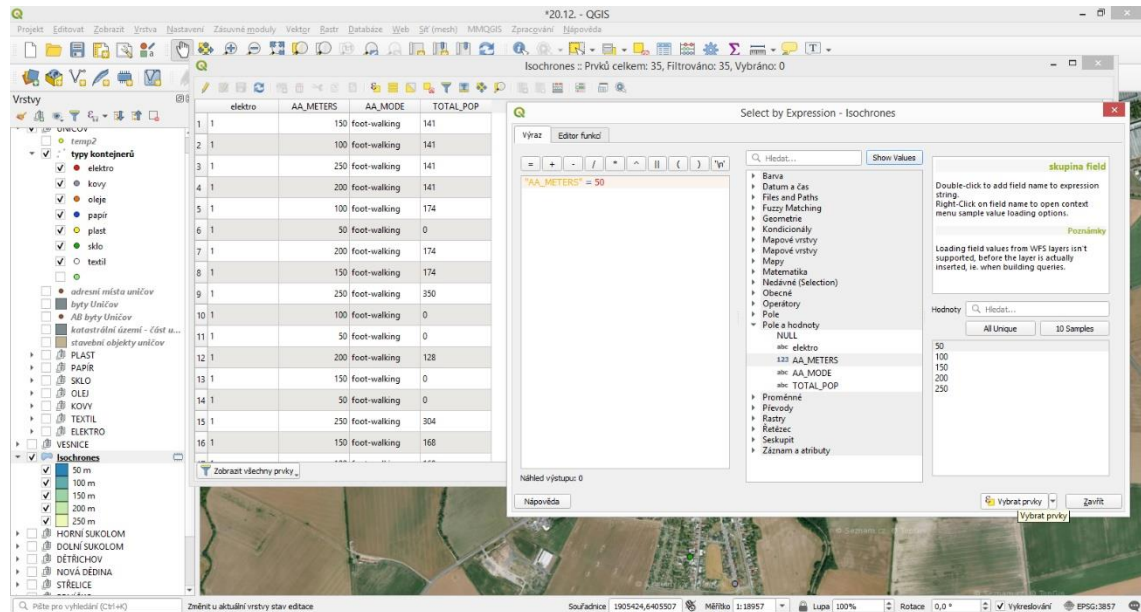 *20.12. - QGIS
Projekt Editovat Zobrazit Vrstva Nastavení Zásuvné moduly Vektor Rastr Databáze Web Síť (mesh) MMQGIS Zpracování Nápověda
Isochrones :: Prvků celkem: 35, Filtrováno: 35, Vybráno: 0
Vrstvy
UNIČOV
temp2
typy kontejnerů
elektro
kovy
oleje
papír
plast
sklo
textil
adresní místa uničov
byty Uničov
AB byty Uničov
katastrální území - část u...
stavební objekty uničov
PLAST
PAPÍR
SKLO
OLEJ
KOVY
TEXTIL
ELEKTRO
VESNICE
Isochrones
50 m
100 m
150 m
200 m
250 m
HORNÍ SUKOLOM
DOLNÍ SUKOLOM
DĚTŘICHOV
NOVÁ DĚDINA
STŘELICE
elektro AA_METERS AA_MODE TOTAL_POP
1 1 150 foot-walking 141
2 1 100 foot-walking 141
3 1 250 foot-walking 141
4 1 200 foot-walking 141
5 1 100 foot-walking 174
6 1 50 foot-walking 0
7 1 200 foot-walking 174
8 1 150 foot-walking 174
9 1 250 foot-walking 350
10 1 100 foot-walking 0
11 1 50 foot-walking 0
12 1 200 foot-walking 128
13 1 150 foot-walking 0
14 1 50 foot-walking 0
15 1 250 foot-walking 304
16 1 150 foot-walking 168
Zobrazit všechny prvky
Select by Expression - Isochrones
Výraz Editor funkcí
= + - / * ^ || ( ) '\n'
"AA_METERS" = 50
Náhled výstupu: 0
Nápověda
Hledat... Show Values
Barva
Datum a čas
Files and Paths
Fuzzy Matching
Geometrie
Kondicionály
Mapové vrstvy
Mapové vrstvy
Mapy
Matematika
Nedávné (Selection)
Obecné
Operátory
Pole
Pole a hodnoty
NULL
abc elektro
123 AA_METERS
abc AA_MODE
abc TOTAL_POP
Proměnné
Převody
Rastry
Řetězec
Seskupit
Záznam a atributy
skupina field
Double-click to add field name to expression
string.
Right-Click on field name to open context
menu sample value loading options.
Poznámky
Loading field values from WFS layers isn't
supported, before the layer is actually
inserted, ie. when building queries.
Hodnoty Hledat...
All Unique 10 Samples
50
100
150
200
250
Vybrat prvky Zavřít
Vybrat prvky
Pište pro vyhledání (Ctrl+K) Změnit u aktuální vrstvy stav editace Souřadnice 1905424,6405507 Měřítko 1:18957 Lupa 100% Rotace 0,0 ° Vykreslování EPSG:3857